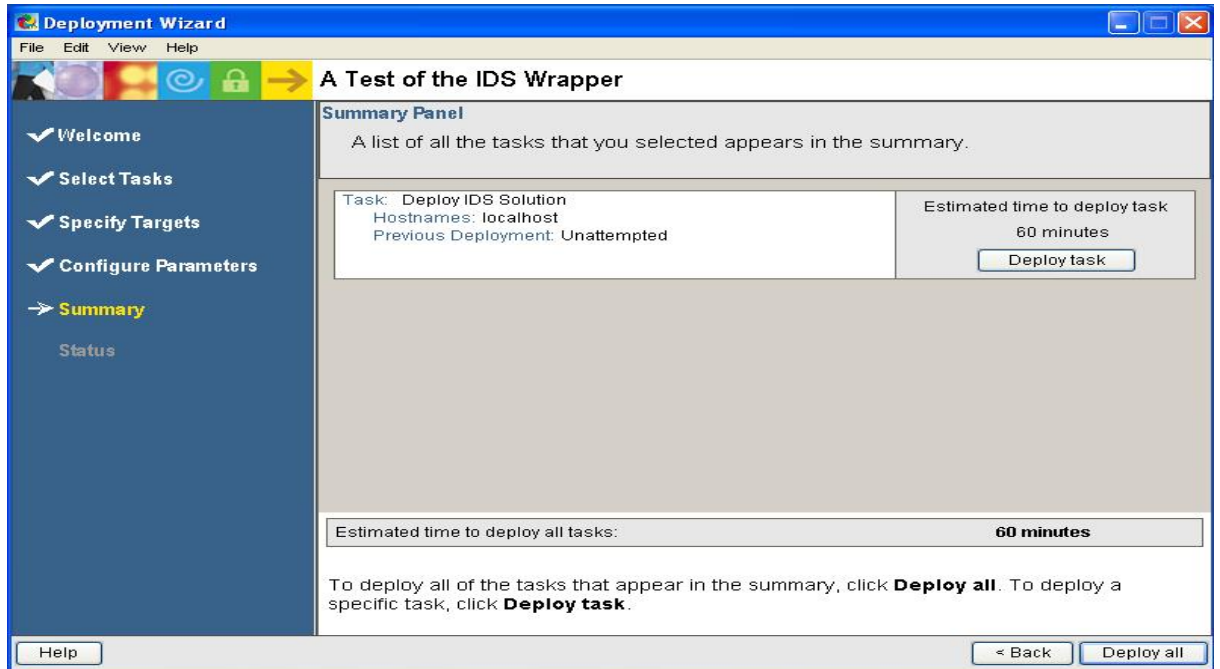 Deployment Wizard
File Edit View Help
A Test of the IDS Wrapper
Welcome
Select Tasks
Specify Targets
Configure Parameters
Summary
Status
Summary Panel
A list of all the tasks that you selected appears in the summary.
Task: Deploy IDS Solution
Hostnames: localhost
Previous Deployment: Unattempted
Estimated time to deploy task
60 minutes
Deploy task
Estimated time to deploy all tasks: 60 minutes
To deploy all of the tasks that appear in the summary, click Deploy all. To deploy a
specific task, click Deploy task.
Help < Back Deploy all